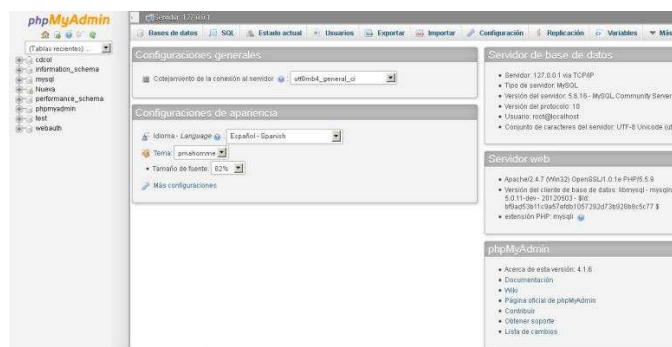 phpMyAdmin
(Tablas recientes) ...
cdcol
information_schema
mysql
Nueva
performance_schema
phpmyadmin
test
webauth
Servidor: 127.0.0.1
Bases de datos
SQL
Estado actual
Usuarios
Exportar
Importar
Configuración
Replicación
Variables
Más
Configuraciones generales
Cotejamiento de la conexión al servidor : utf8mb4_general_ci
Configuraciones de apariencia
Idioma - Language : Español - Spanish
Tema: pmahomme
Tamaño de fuente: 82%
Más configuraciones
Servidor de base de datos
Servidor: 127.0.0.1 via TCP/IP
Tipo de servidor: MySQL
Versión del servidor: 5.6.16 - MySQL Community Server
Versión del protocolo: 10
Usuario: root@localhost
Conjunto de caracteres del servidor: UTF-8 Unicode
Servidor web
Apache/2.4.7 (Win32) OpenSSL/1.0.1e PHP/5.5.9
Versión del cliente de base de datos: libmysql - mysqln
5.0.11-dev - 20120503 - $Id:
extensión PHP: mysqli
phpMyAdmin
Acerca de esta versión: 4.1.6
Documentación
Wiki
Página oficial de phpMyAdmin
Contribuir
Obtener soporte
Lista de cambios